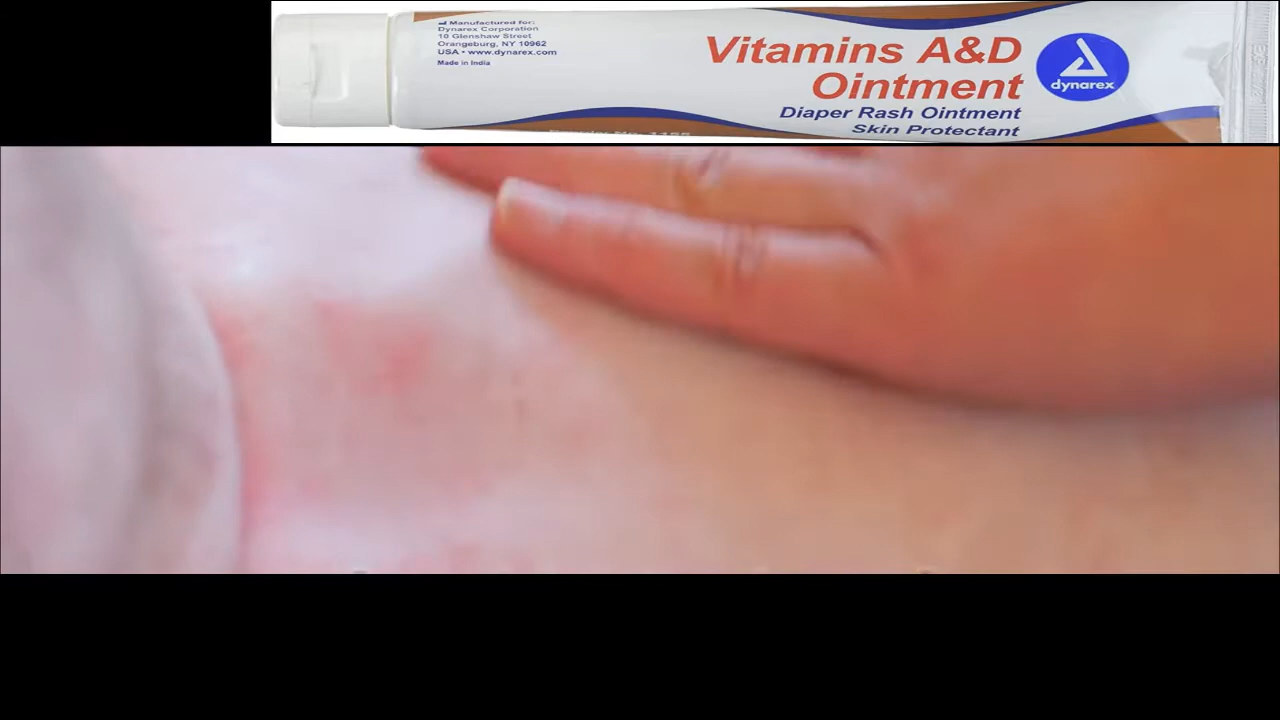 Manufactured for:
Dynarex Corporation
10 Glenshaw Street
Orangeburg, NY 10962
USA • www.dynarex.com
Made in India
Vitamins A&D
Ointment
Diaper Rash Ointment
Skin Protectant
dynarex